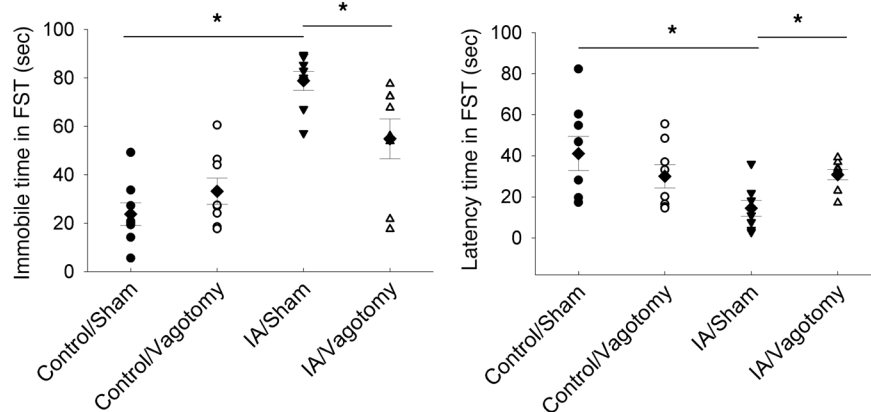 *
*
Immobile time in FST (sec)
100
80
60
40
20
0
Control/Sham
Control/Vagotomy
IA/Sham
IA/Vagotomy
*
*
Latency time in FST (sec)
100
80
60
40
20
0
Control/Sham
Control/Vagotomy
IA/Sham
IA/Vagotomy